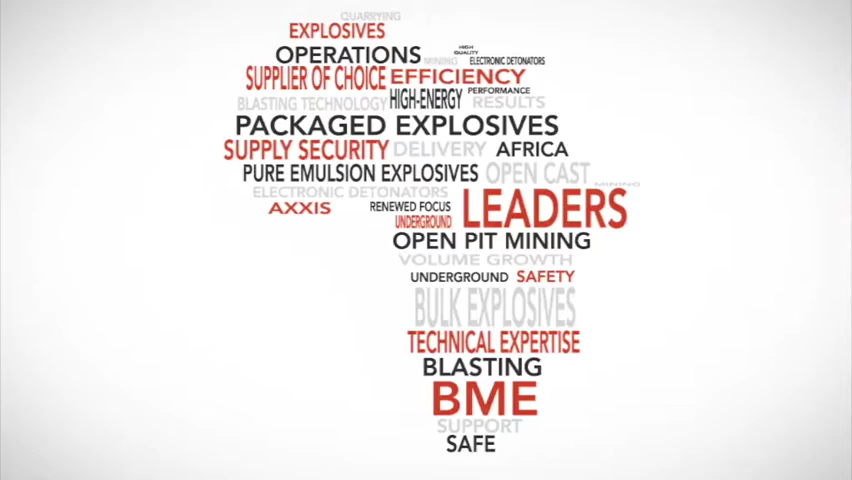 QUARRYING
EXPLOSIVES
OPERATIONS MINING HIGH QUALITY ELECTRONIC DETONATORS
SUPPLIER OF CHOICE EFFICIENCY
PERFORMANCE
BLASTING TECHNOLOGY HIGH-ENERGY RESULTS
PACKAGED EXPLOSIVES
SUPPLY SECURITY DELIVERY AFRICA
PURE EMULSION EXPLOSIVES OPEN CAST
MINING
ELECTRONIC DETONATORS
AXXIS RENEWED FOCUS
UNDERGROUND LEADERS
OPEN PIT MINING
VOLUME GROWTH
UNDERGROUND SAFETY
BULK EXPLOSIVES
TECHNICAL EXPERTISE
BLASTING
BME
SUPPORT
SAFE